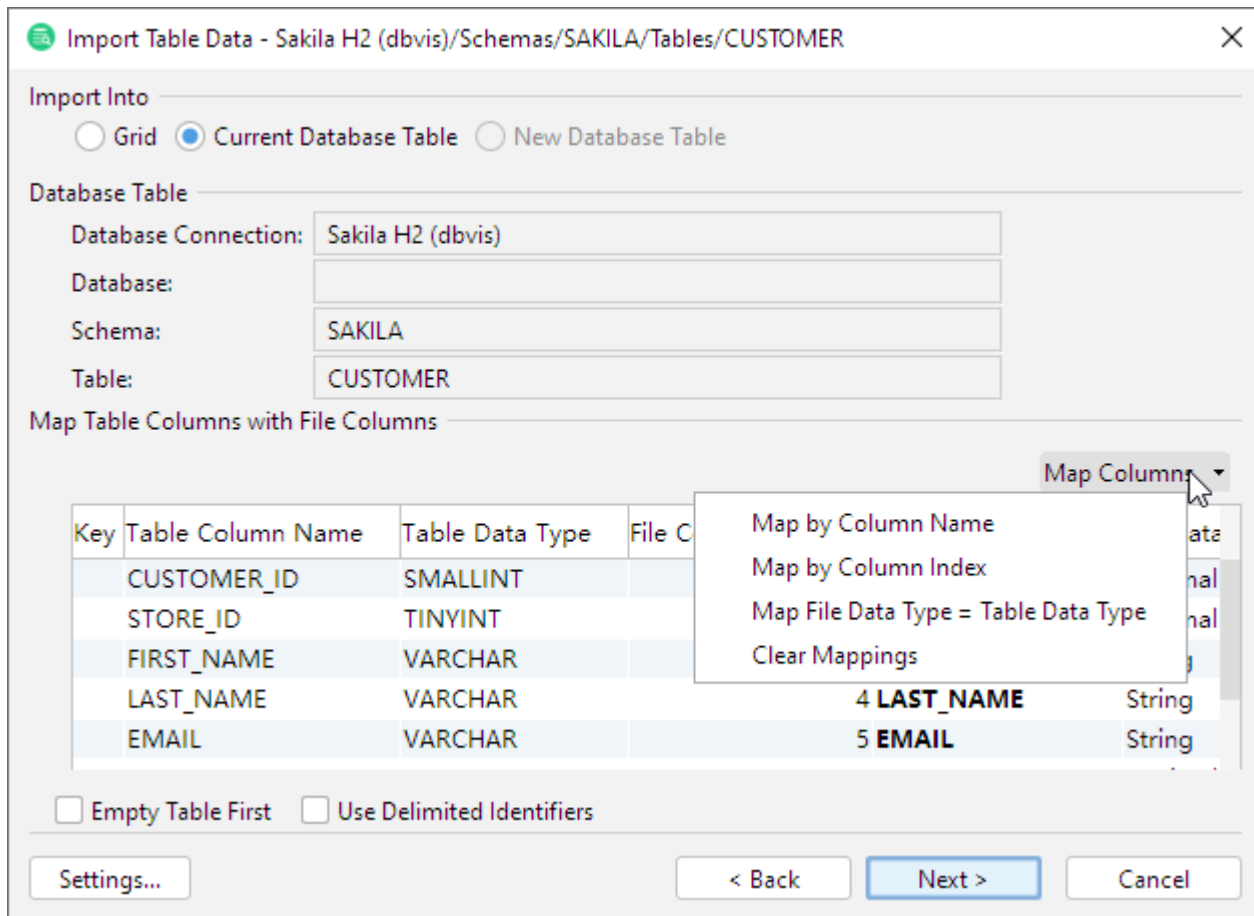 Import Table Data - Sakila H2 (dbvis)/Schemas/SAKILA/Tables/CUSTOMER
Import Into
Grid Current Database Table New Database Table
Database Table
Database Connection: Sakila H2 (dbvis)
Database:
Schema: SAKILA
Table: CUSTOMER
Map Table Columns with File Columns
Map Columns
Map by Column Name
Map by Column Index
Map File Data Type = Table Data Type
Clear Mappings
Key Table Column Name Table Data Type File
CUSTOMER_ID SMALLINT
STORE_ID TINYINT
FIRST_NAME VARCHAR
LAST_NAME VARCHAR 4 LAST_NAME String
EMAIL VARCHAR 5 EMAIL String
Empty Table First Use Delimited Identifiers
Settings... < Back Next > Cancel